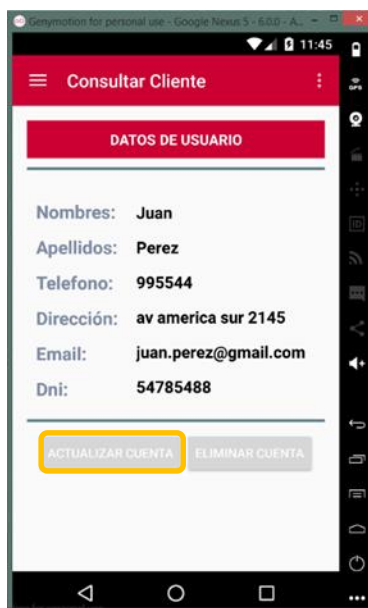 Genymotion for personal use - Google Nexus 5 - 6.0.0 - A...
11:45
Consultar Cliente
DATOS DE USUARIO
Nombres: Juan
Apellidos: Perez
Telefono: 995544
Dirección: av america sur 2145
Email: juan.perez@gmail.com
Dni: 54785488
ACTUALIZAR CUENTA ELIMINAR CUENTA
GPS
ID